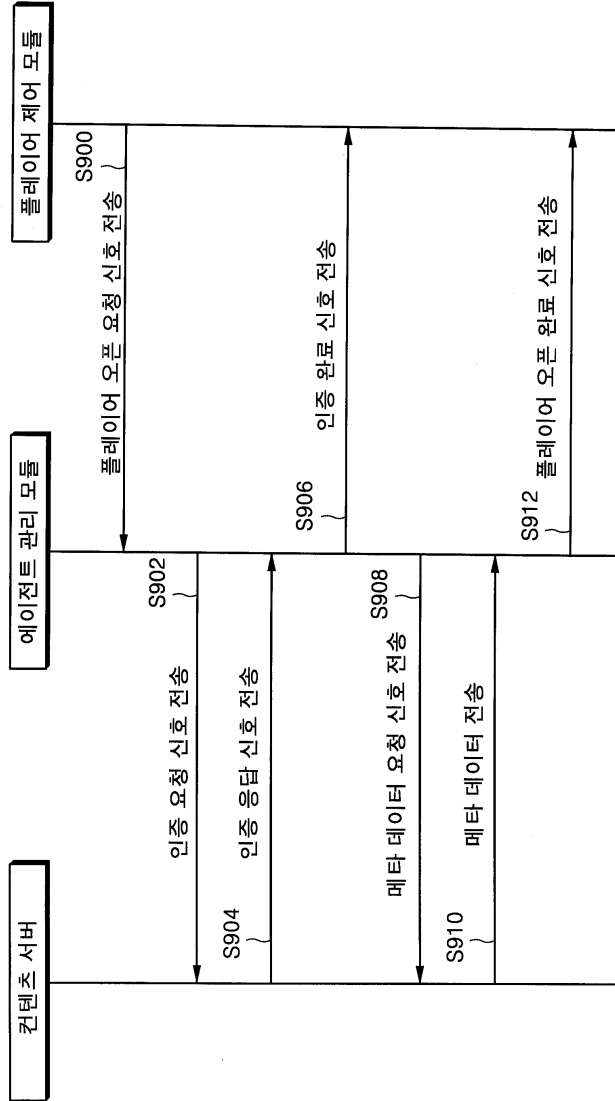 컨텐츠 서버
에이전트 관리 모듈
플레이어 제어 모듈
S900
플레이어 오픈 요청 신호 전송
S902
인증 요청 신호 전송
S904
인증 응답 신호 전송
S906
인증 완료 신호 전송
S908
메타 데이터 요청 신호 전송
S910
메타 데이터 전송
S912
플레이어 오픈 완료 신호 전송